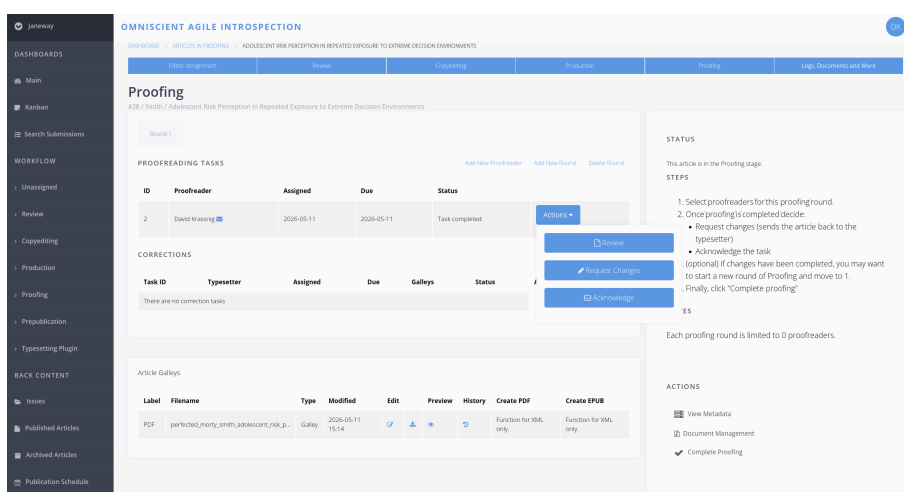 Janeway
OMNISCIENT AGILE INTROSPECTION
DK
DASHBOARD / ARTICLES IN PROOFING / ADOLESCENT RISK PERCEPTION IN REPEATED EXPOSURE TO EXTREME DECISION ENVIRONMENTS
DASHBOARDS
Main
Kanban
Search Submissions
WORKFLOW
Unassigned
Review
Copyediting
Production
Proofing
Prepublication
Typesetting Plugin
BACK CONTENT
Issues
Published Articles
Archived Articles
Publication Schedule
Editor Assignment Review Copyediting Production Proofing Logs, Documents and More
Proofing
#28 / Smith / Adolescent Risk Perception in Repeated Exposure to Extreme Decision Environments
Round 1
PROOFREADING TASKS Add New Proofreader Add New Round Delete Round
ID Proofreader Assigned Due Status
2 David Krassnig 2026-05-11 2026-05-11 Task completed Actions
Review
Request Changes
Acknowledge
CORRECTIONS
Task ID Typesetter Assigned Due Galleys Status A
There are no correction tasks
Article Galleys
Label Filename Type Modified Edit Preview History Create PDF Create EPUB
PDF perfected_morty_smith_adolescent_risk_p... Galley 2026-05-11 15:14 Function for XML only. Function for XML only.
STATUS
This article is in the Proofing stage.
STEPS
1. Select proofreaders for this proofing round.
2. Once proofing is completed decide:
• Request changes (sends the article back to the
typesetter)
• Acknowledge the task
(optional) If changes have been completed, you may want
to start a new round of Proofing and move to 1.
Finally, click "Complete proofing"
ES
Each proofing round is limited to 0 proofreaders.
ACTIONS
View Metadata
Document Management
Complete Proofing